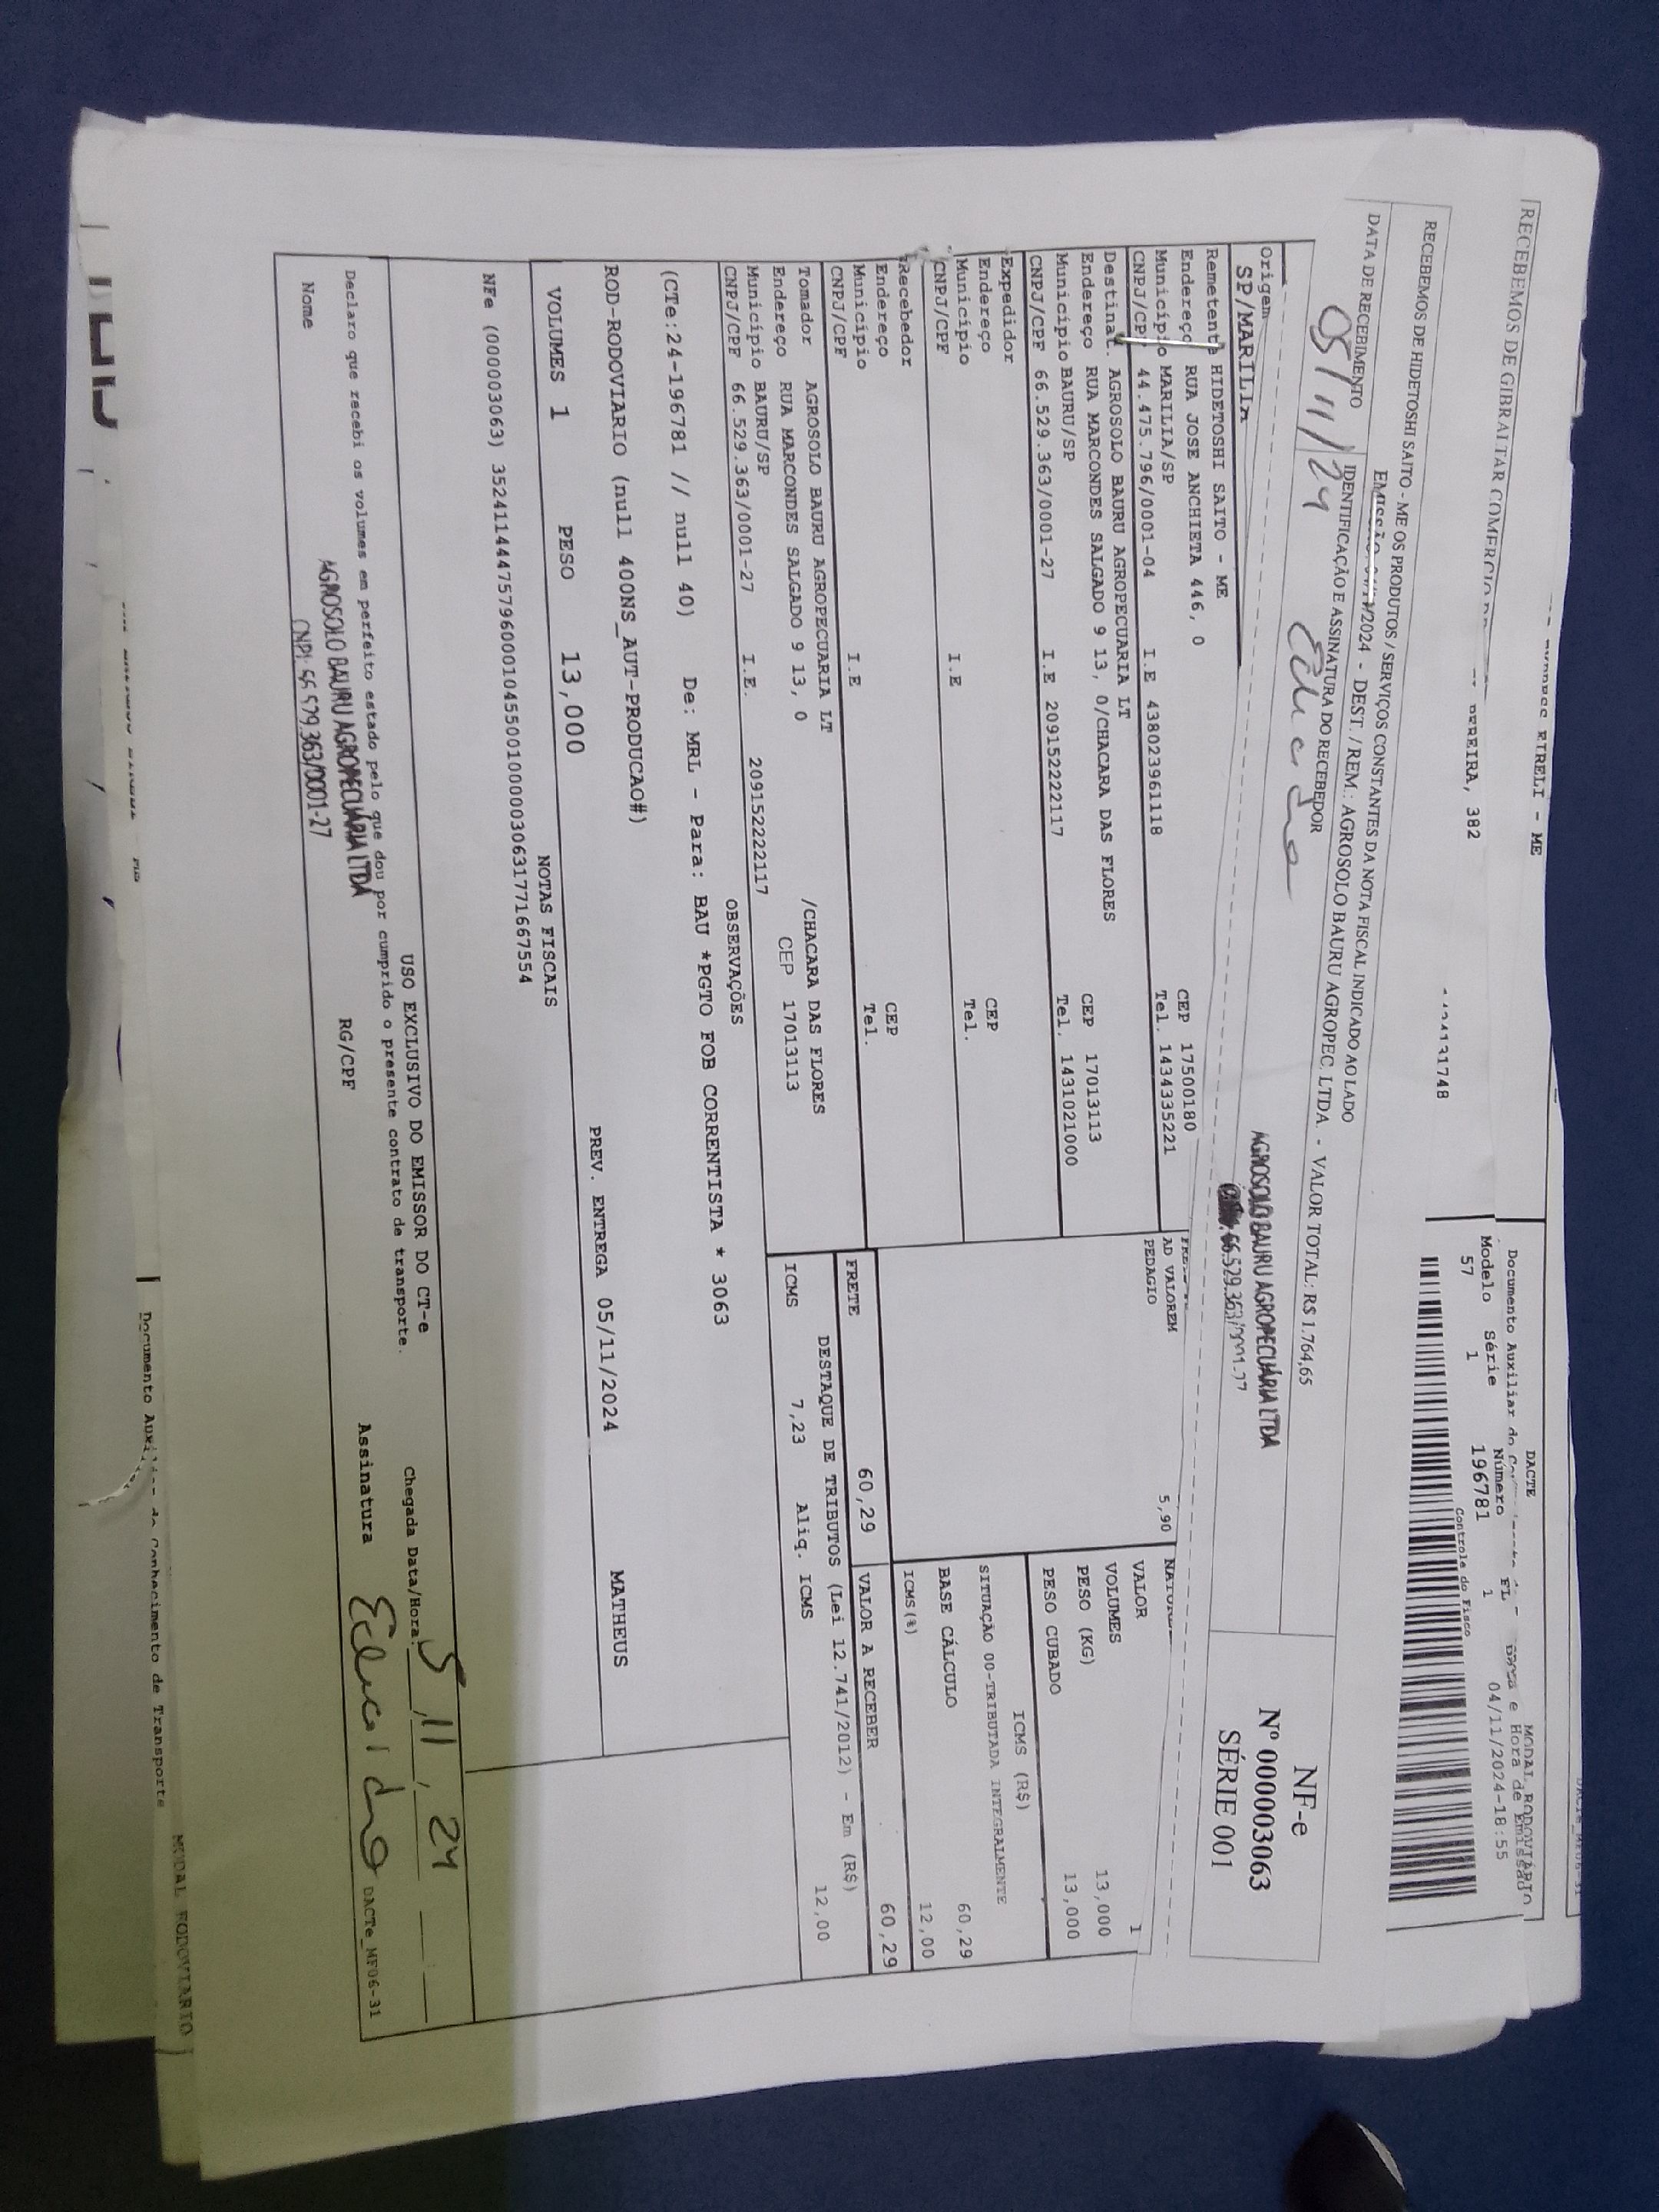 RECEBEMOS DE GIBRALTAR COMERCIO DE
EIRELI - ME
PEREIRA, 382
DACTE
MODAL RODOVIÁRIO
Documento Auxiliar do
Modelo Série Número FL e Hora de Emissão
57 1 196781 1 04/11/2024-18:55
Controle do Fisco
RECEBEMOS DE HIDETOSHI SAITO - ME OS PRODUTOS / SERVIÇOS CONSTANTES DA NOTA FISCAL INDICADO AO LADO
/2024 - DEST. / REM.: AGROSOLO BAURU AGROPEC. LTDA. - VALOR TOTAL: R$ 1.764,65
DATA DE RECEBIMENTO
IDENTIFICAÇÃO E ASSINATURA DO RECEBEDOR
05/11/24
AGROSOLO BAURU AGROPECUÁRIA LTDA
NF-e
Nº 000003063
SÉRIE 001
Origem
SP/MARILIA
Remetente HIDETOSHI SAITO - ME
Endereço RUA JOSE ANCHIETA 446, 0 CEP 17500180
Município MARILIA/SP Tel. 1434335221
CNPJ/CPF 44.475.796/0001-04 I.E 438023961118
Destinat. AGROSOLO BAURU AGROPECUARIA LT
Endereço RUA MARCONDES SALGADO 9 13, 0/CHACARA DAS FLORES CEP 17013113
Município BAURU/SP Tel. 1431021000
CNPJ/CPF 66.529.363/0001-27 I.E 209152222117
Expedidor
Endereço CEP
Município Tel.
CNPJ/CPF I.E
Recebedor
Endereço CEP
Município Tel.
CNPJ/CPF I.E
Tomador AGROSOLO BAURU AGROPECUARIA LT
Endereço RUA MARCONDES SALGADO 9 13, 0 /CHACARA DAS FLORES
Município BAURU/SP CEP 17013113
CNPJ/CPF 66.529.363/0001-27 I.E. 209152222117
AD VALOREM
PEDAGIO 5,90
VALOR
VOLUMES 1
PESO (KG) 13,000
PESO CUBADO 13,000
ICMS (R$)
SITUAÇÃO 00-TRIBUTADA INTEGRALMENTE
BASE CÁLCULO 60,29
ICMS(%) 12,00
FRETE 60,29 VALOR A RECEBER 60,29
DESTAQUE DE TRIBUTOS (Lei 12.741/2012) - Em (R$)
ICMS 7,23 Aliq. ICMS 12,00
OBSERVAÇÕES
(CTe:24-196781 // null 40) De: MRL - Para: BAU *PGTO FOB CORRENTISTA * 3063
ROD-RODOVIARIO (null 400NS_AUT-PRODUCAO#)
PREV. ENTREGA 05/11/2024 MATHEUS
VOLUMES 1 PESO 13,000
NOTAS FISCAIS
NFe (000003063) 35241144475796000104550010000030631771667554
USO EXCLUSIVO DO EMISSOR DO CT-e
Declaro que recebi os volumes em perfeito estado pelo que dou por cumprido o presente contrato de transporte.
Chegada Data/Hora: 5 / 11 / 24
Nome RG/CPF Assinatura
AGROSOLO BAURU AGROPECUÁRIA LTDA
CNPJ: 66.529.363/0001-27
DACTe_MF06-31
Documento Auxiliar do Conhecimento de Transporte
MODAL RODOVIARIO